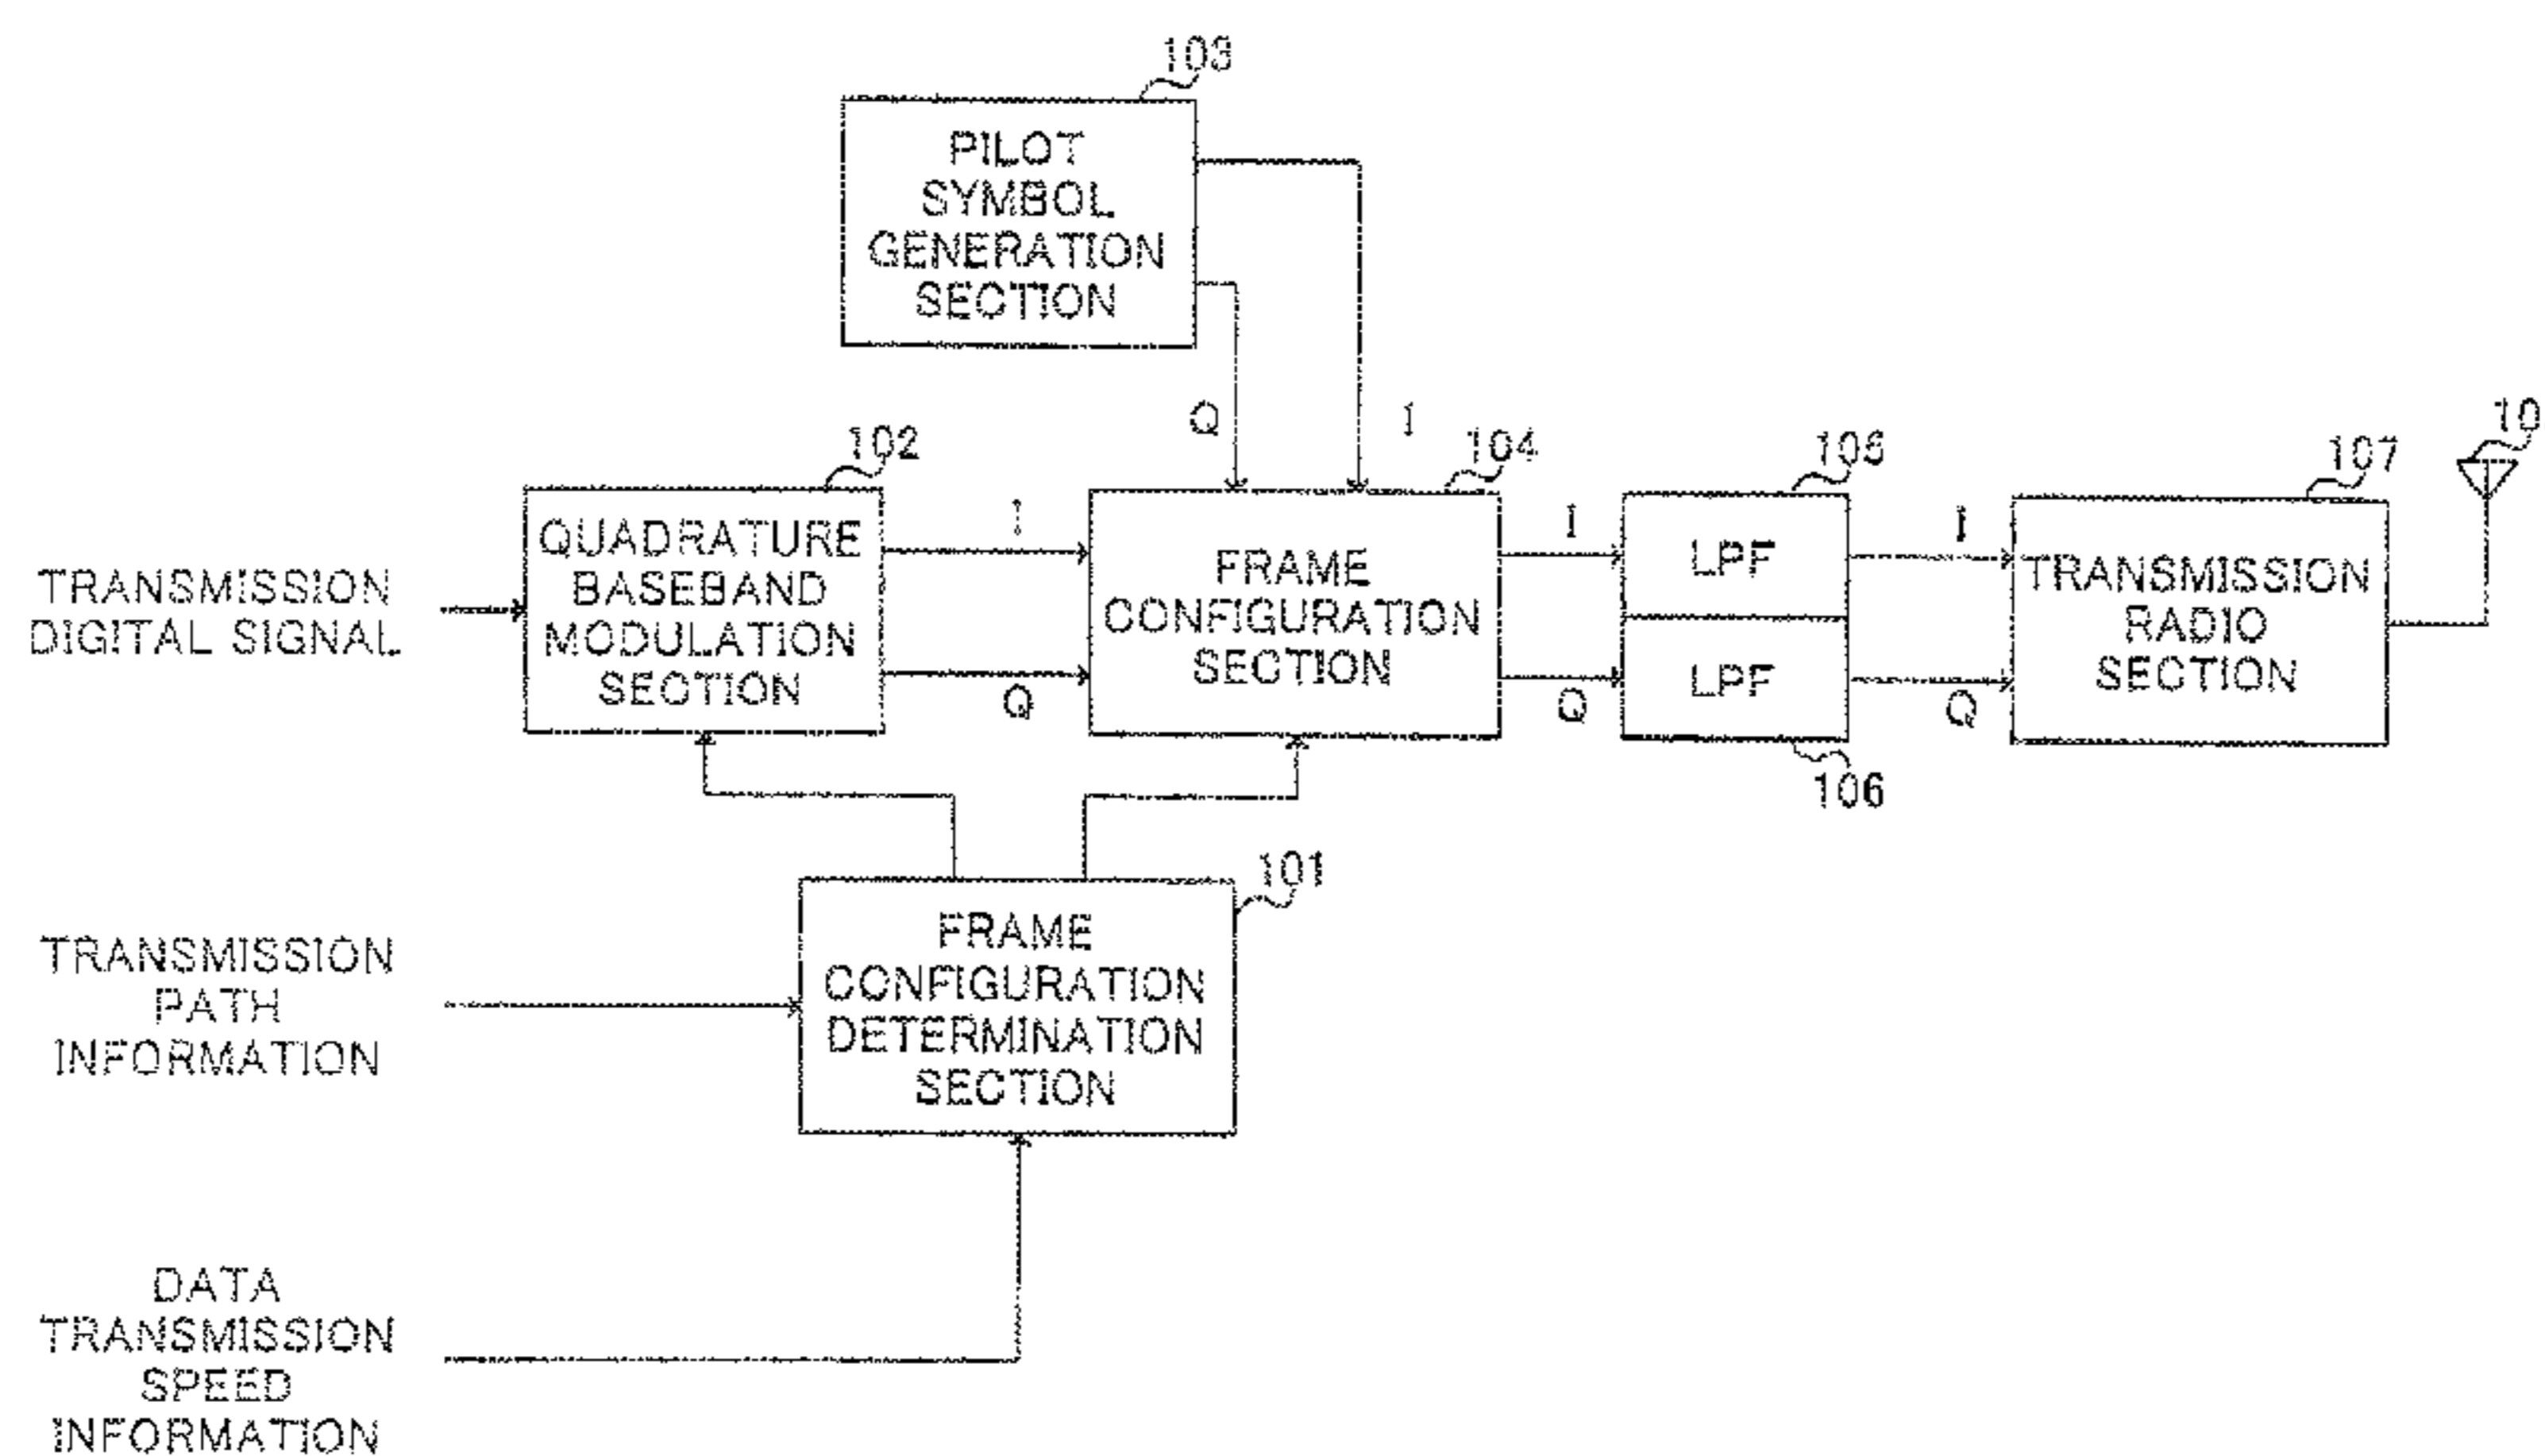 103
PILOT
SYMBOL
GENERATION
SECTION
Q
I
102
QUADRATURE
BASEBAND
MODULATION
SECTION
TRANSMISSION
DIGITAL SIGNAL
I
Q
104
FRAME
CONFIGURATION
SECTION
I
Q
105
LPF
LPF
106
I
Q
107
TRANSMISSION
RADIO
SECTION
10
101
FRAME
CONFIGURATION
DETERMINATION
SECTION
TRANSMISSION
PATH
INFORMATION
DATA
TRANSMISSION
SPEED
INFORMATION